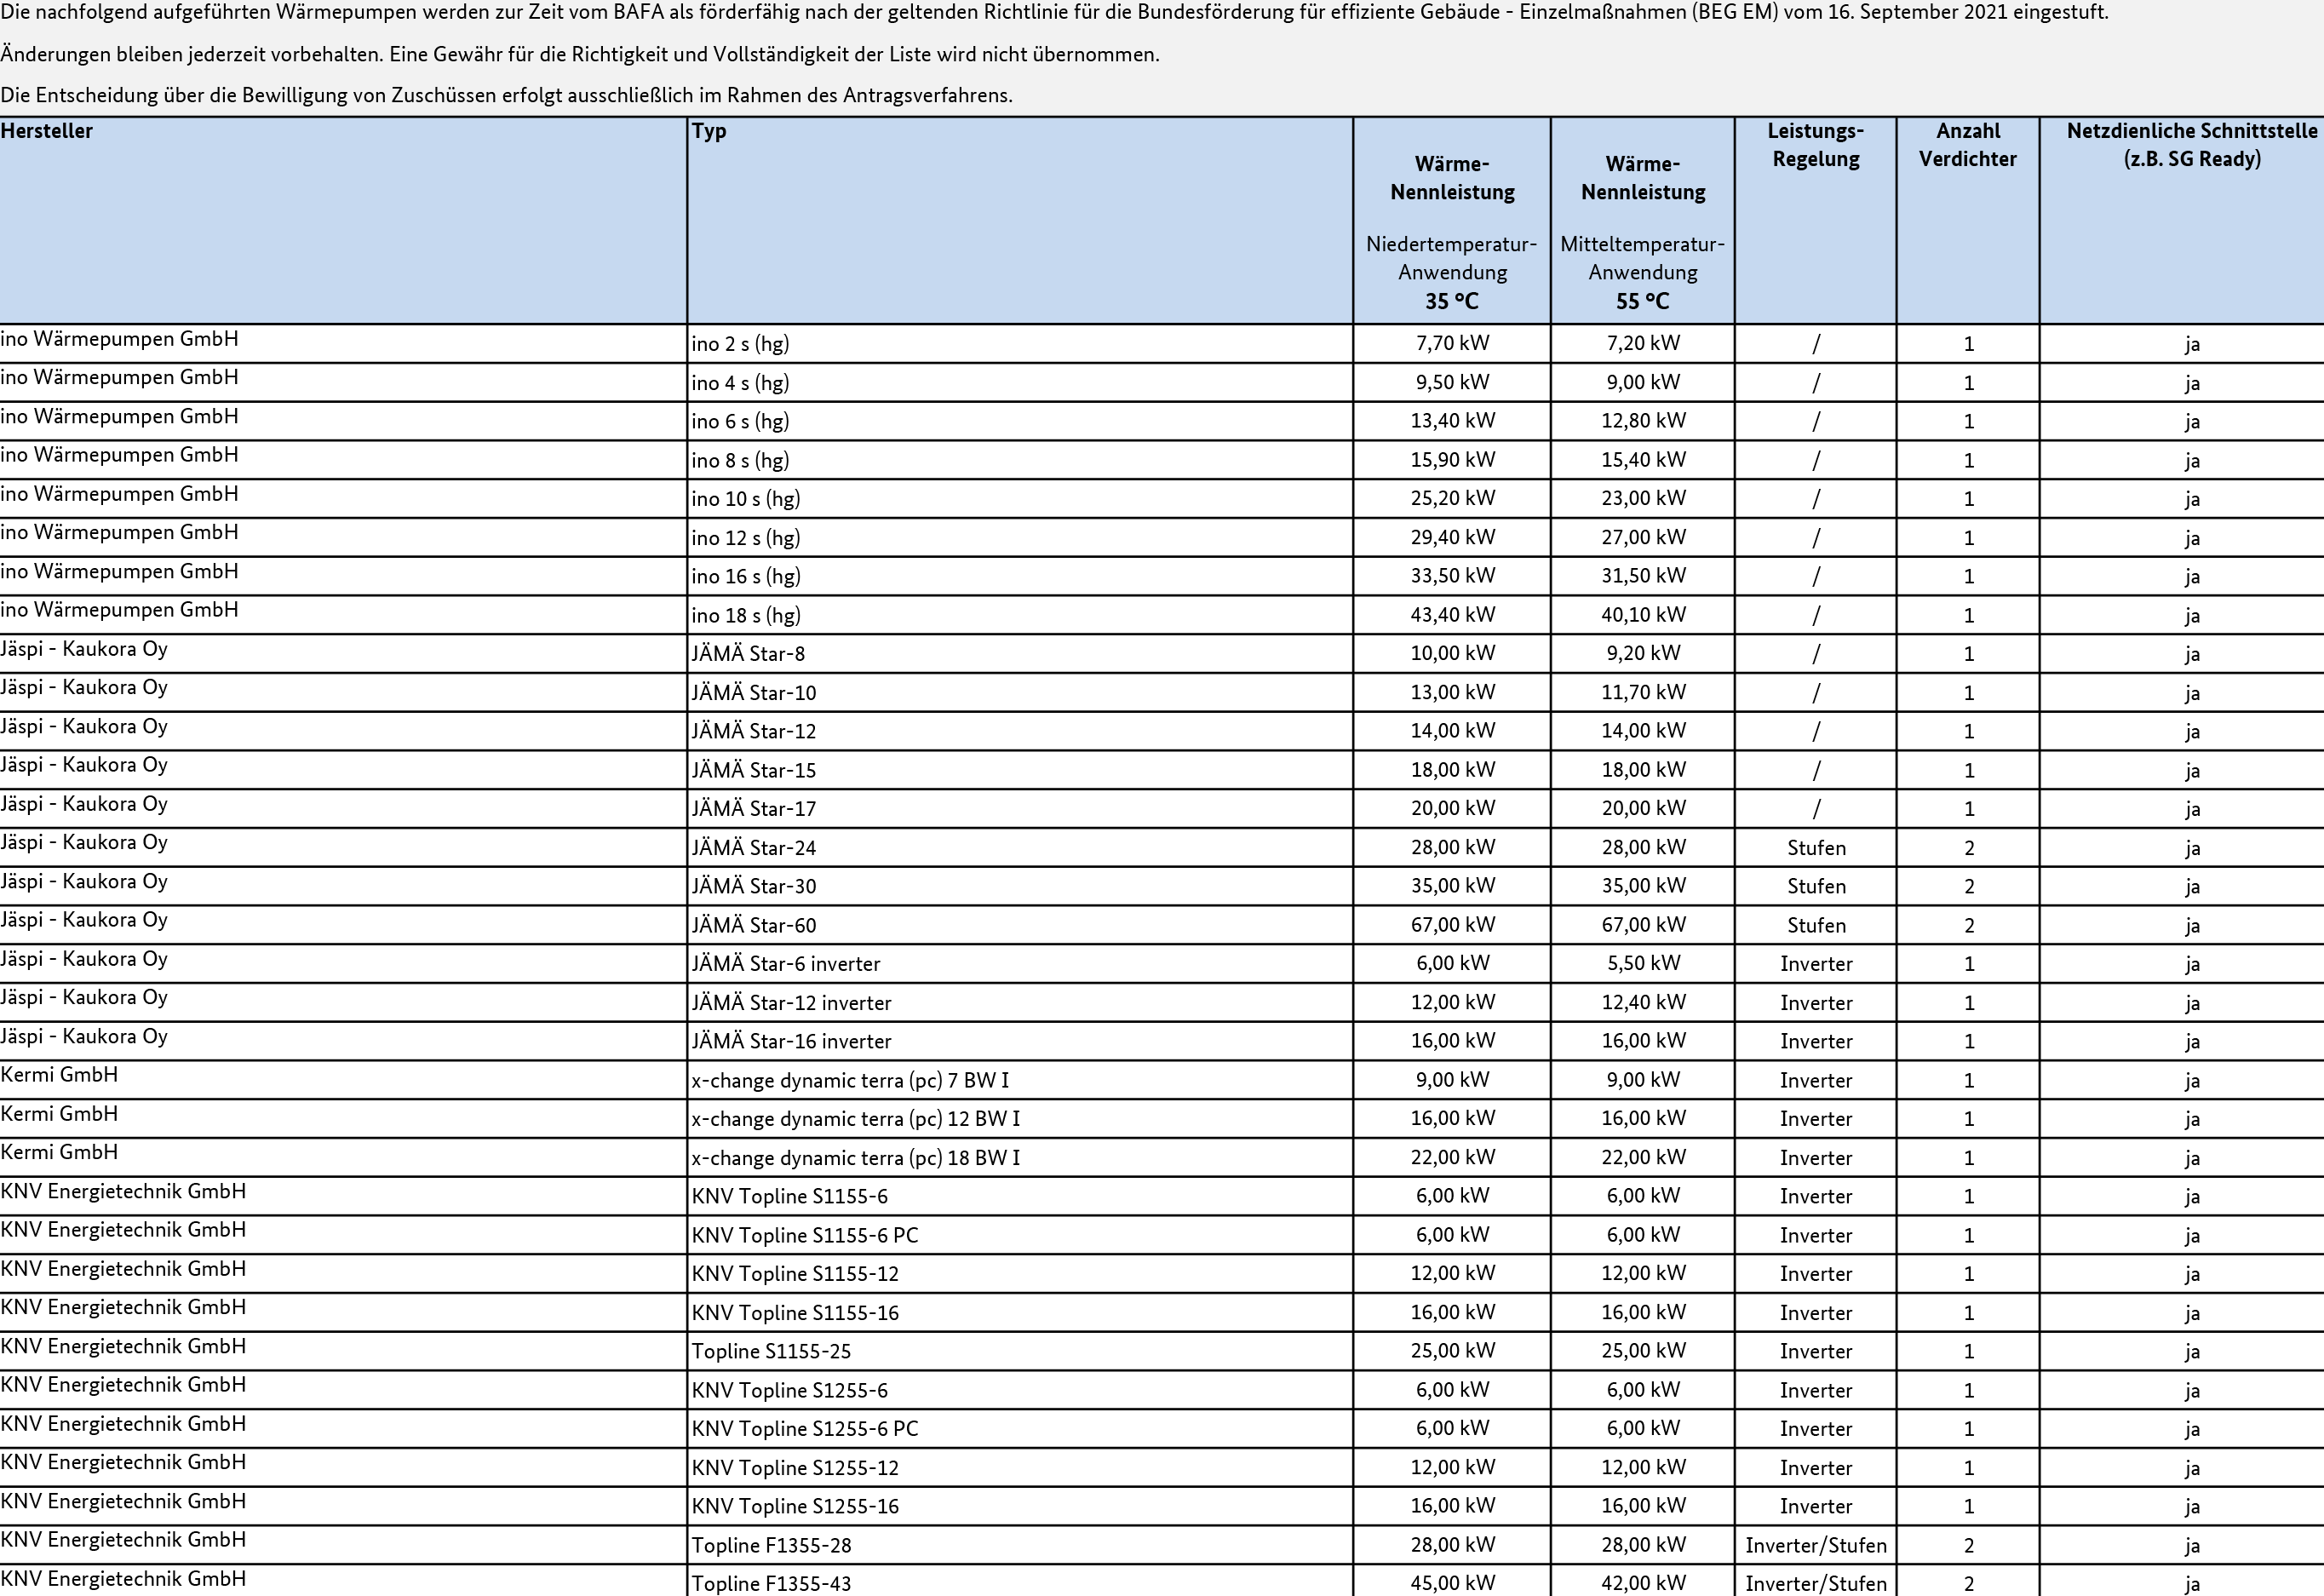 Die nachfolgend aufgeführten Wärmepumpen werden zur Zeit vom BAFA als förderfähig nach der geltenden Richtlinie für die Bundesförderung für effiziente Gebäude - Einzelmaßnahmen (BEG EM) vom 16. September 2021 eingestuft.
Änderungen bleiben jederzeit vorbehalten. Eine Gewähr für die Richtigkeit und Vollständigkeit der Liste wird nicht übernommen.
Die Entscheidung über die Bewilligung von Zuschüssen erfolgt ausschließlich im Rahmen des Antragsverfahrens.
Hersteller Typ Wärme-Nennleistung Niedertemperatur-Anwendung 35 °C Wärme-Nennleistung Mitteltemperatur-Anwendung 55 °C Leistungs-Regelung Anzahl Verdichter Netzdienliche Schnittstelle (z.B. SG Ready)
ino Wärmepumpen GmbH ino 2 s (hg) 7,70 kW 7,20 kW / 1 ja
ino Wärmepumpen GmbH ino 4 s (hg) 9,50 kW 9,00 kW / 1 ja
ino Wärmepumpen GmbH ino 6 s (hg) 13,40 kW 12,80 kW / 1 ja
ino Wärmepumpen GmbH ino 8 s (hg) 15,90 kW 15,40 kW / 1 ja
ino Wärmepumpen GmbH ino 10 s (hg) 25,20 kW 23,00 kW / 1 ja
ino Wärmepumpen GmbH ino 12 s (hg) 29,40 kW 27,00 kW / 1 ja
ino Wärmepumpen GmbH ino 16 s (hg) 33,50 kW 31,50 kW / 1 ja
ino Wärmepumpen GmbH ino 18 s (hg) 43,40 kW 40,10 kW / 1 ja
Jäspi - Kaukora Oy JÄMÄ Star-8 10,00 kW 9,20 kW / 1 ja
Jäspi - Kaukora Oy JÄMÄ Star-10 13,00 kW 11,70 kW / 1 ja
Jäspi - Kaukora Oy JÄMÄ Star-12 14,00 kW 14,00 kW / 1 ja
Jäspi - Kaukora Oy JÄMÄ Star-15 18,00 kW 18,00 kW / 1 ja
Jäspi - Kaukora Oy JÄMÄ Star-17 20,00 kW 20,00 kW / 1 ja
Jäspi - Kaukora Oy JÄMÄ Star-24 28,00 kW 28,00 kW Stufen 2 ja
Jäspi - Kaukora Oy JÄMÄ Star-30 35,00 kW 35,00 kW Stufen 2 ja
Jäspi - Kaukora Oy JÄMÄ Star-60 67,00 kW 67,00 kW Stufen 2 ja
Jäspi - Kaukora Oy JÄMÄ Star-6 inverter 6,00 kW 5,50 kW Inverter 1 ja
Jäspi - Kaukora Oy JÄMÄ Star-12 inverter 12,00 kW 12,40 kW Inverter 1 ja
Jäspi - Kaukora Oy JÄMÄ Star-16 inverter 16,00 kW 16,00 kW Inverter 1 ja
Kermi GmbH x-change dynamic terra (pc) 7 BW I 9,00 kW 9,00 kW Inverter 1 ja
Kermi GmbH x-change dynamic terra (pc) 12 BW I 16,00 kW 16,00 kW Inverter 1 ja
Kermi GmbH x-change dynamic terra (pc) 18 BW I 22,00 kW 22,00 kW Inverter 1 ja
KNV Energietechnik GmbH KNV Topline S1155-6 6,00 kW 6,00 kW Inverter 1 ja
KNV Energietechnik GmbH KNV Topline S1155-6 PC 6,00 kW 6,00 kW Inverter 1 ja
KNV Energietechnik GmbH KNV Topline S1155-12 12,00 kW 12,00 kW Inverter 1 ja
KNV Energietechnik GmbH KNV Topline S1155-16 16,00 kW 16,00 kW Inverter 1 ja
KNV Energietechnik GmbH Topline S1155-25 25,00 kW 25,00 kW Inverter 1 ja
KNV Energietechnik GmbH KNV Topline S1255-6 6,00 kW 6,00 kW Inverter 1 ja
KNV Energietechnik GmbH KNV Topline S1255-6 PC 6,00 kW 6,00 kW Inverter 1 ja
KNV Energietechnik GmbH KNV Topline S1255-12 12,00 kW 12,00 kW Inverter 1 ja
KNV Energietechnik GmbH KNV Topline S1255-16 16,00 kW 16,00 kW Inverter 1 ja
KNV Energietechnik GmbH Topline F1355-28 28,00 kW 28,00 kW Inverter/Stufen 2 ja
KNV Energietechnik GmbH Topline F1355-43 45,00 kW 42,00 kW Inverter/Stufen 2 ja